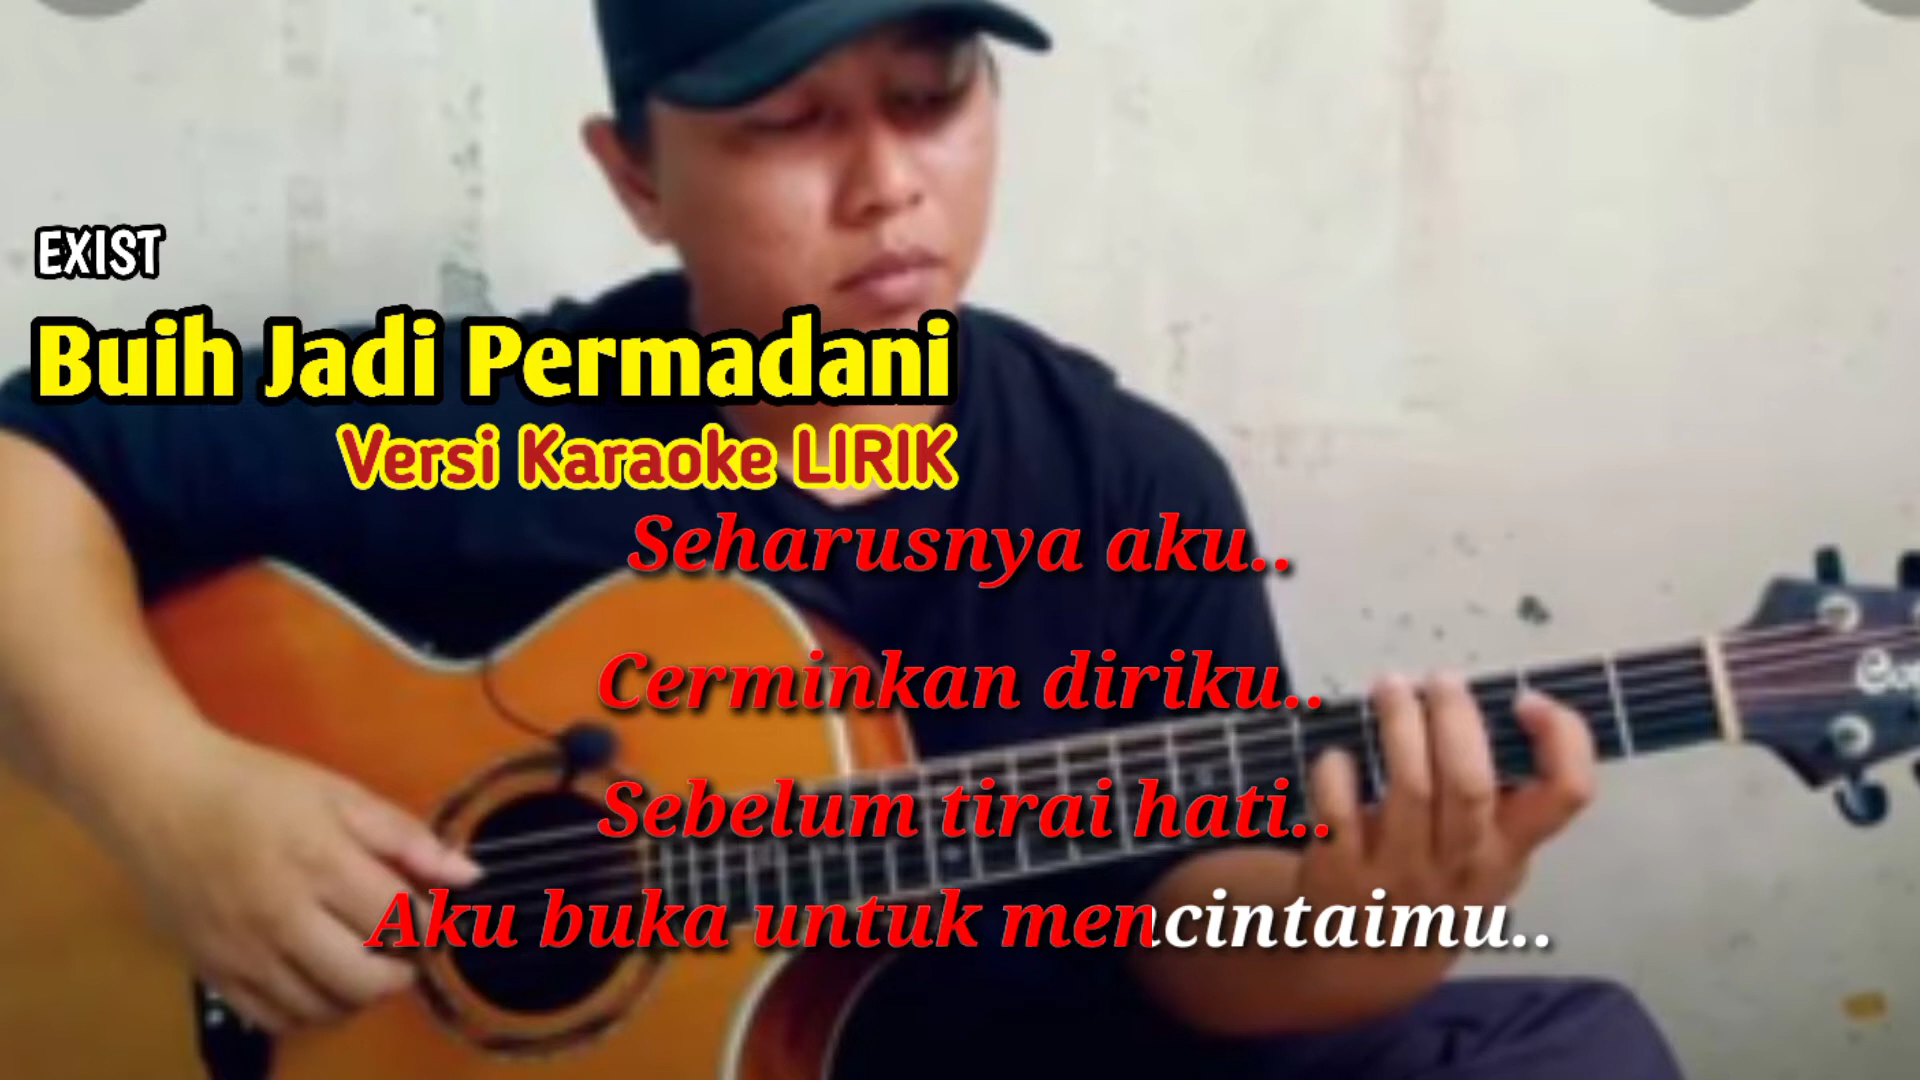 EXIST
Buih Jadi Permadani
Versi Karaoke LIRIK
Seharusnya aku..
Cerminkan diriku..
Sebelum tirai hati..
Aku buka untuk mencintaimu..